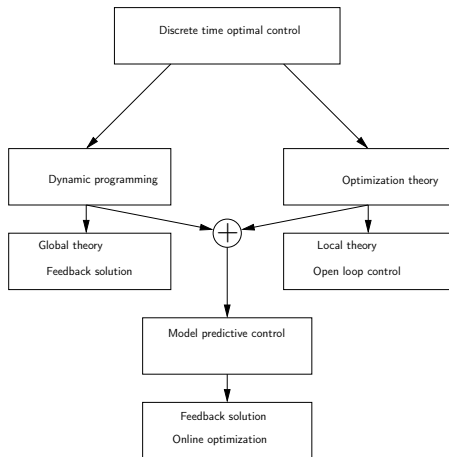 Discrete time optimal control
Dynamic programming
Optimization theory
Global theory
Feedback solution
Local theory
Open loop control
Model predictive control
Feedback solution
Online optimization